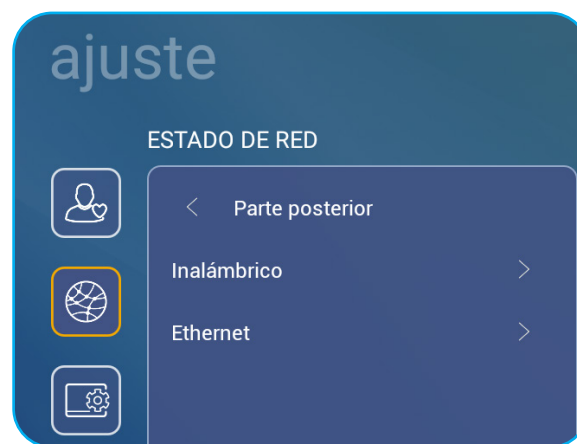 ajuste
ESTADO DE RED
Parte posterior
Inalámbrico
Ethernet